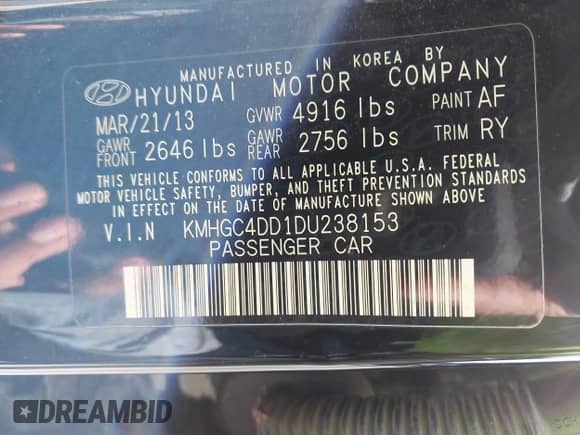 MANUFACTURED IN KOREA BY
HYUNDAI MOTOR COMPANY
MAR/21/13 GVWR 4916 lbs PAINT AF
GAWR FRONT 2646 lbs GAWR REAR 2756 lbs TRIM RY
THIS VEHICLE CONFORMS TO ALL APPLICABLE U.S.A. FEDERAL
MOTOR VEHICLE SAFETY, BUMPER, AND THEFT PREVENTION STANDARDS
IN EFFECT ON THE DATE OF MANUFACTURE SHOWN ABOVE
V.I.N KMHGC4DD1DU238153
PASSENGER CAR
DREAMBID